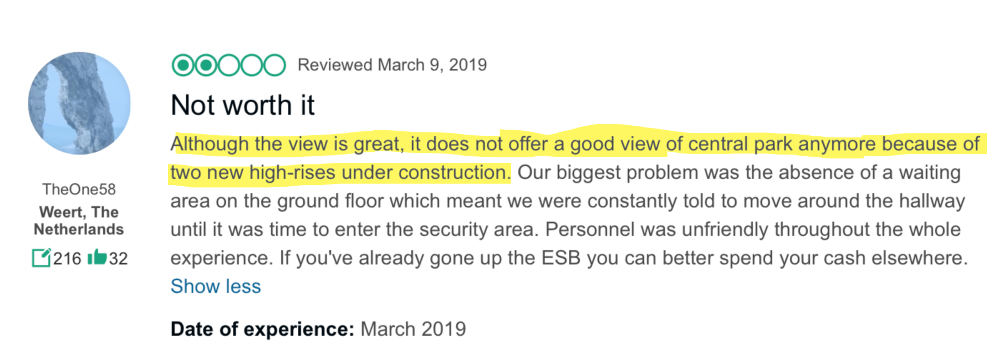 Reviewed March 9, 2019
Not worth it
Although the view is great, it does not offer a good view of central park anymore because of
two new high-rises under construction. Our biggest problem was the absence of a waiting
area on the ground floor which meant we were constantly told to move around the hallway
until it was time to enter the security area. Personnel was unfriendly throughout the whole
experience. If you've already gone up the ESB you can better spend your cash elsewhere.
Show less
Date of experience: March 2019
TheOne58
Weert, The
Netherlands
216 32